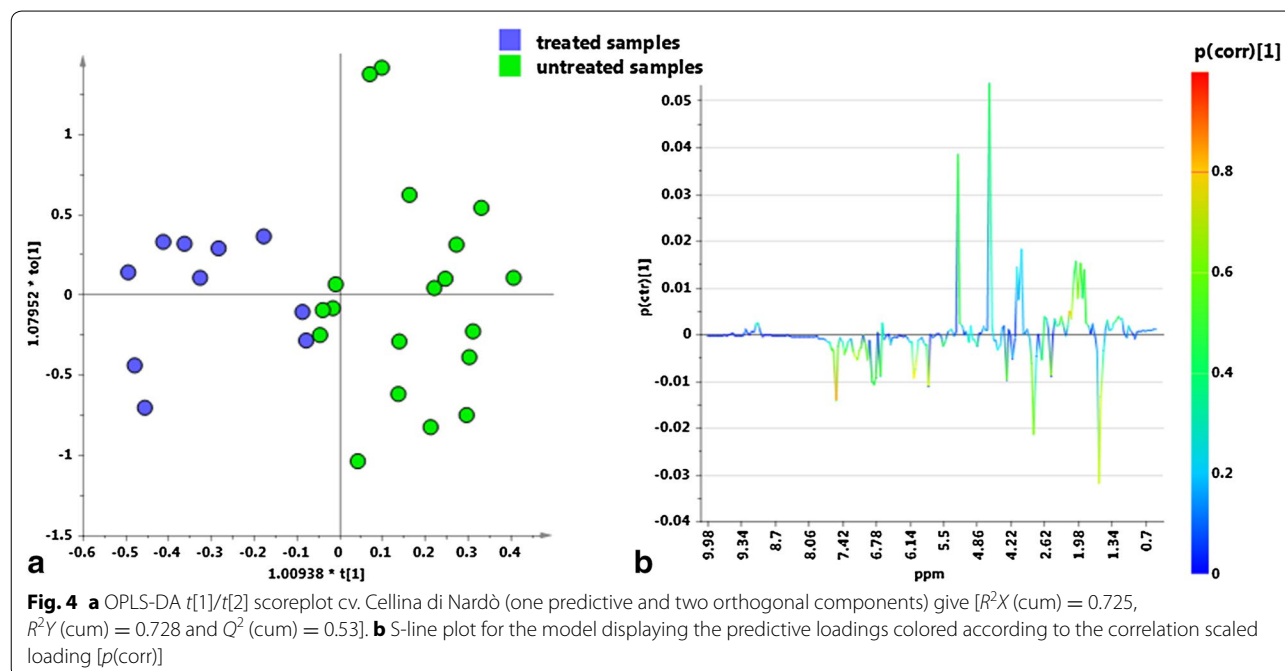 treated samples
untreated samples
1
0.5
0
-0.5
-1
-1.5
1.07952 * to[1]
-0.6 -0.5 -0.4 -0.3 -0.2 -0.1 0 0.1 0.2 0.3 0.4
1.00938 * t[1]
a
p(corr)[1]
0.05
0.04
0.03
0.02
0.01
0
-0.01
-0.02
-0.03
-0.04
p(ctr)[1]
9.98 9.34 8.7 8.06 7.42 6.78 6.14 5.5 4.86 4.22 2.62 1.98 1.34 0.7
ppm
b
0.8
0.6
0.4
0.2
0
Fig. 4 a OPLS-DA t[1]/t[2] scoreplot cv. Cellina di Nardò (one predictive and two orthogonal components) give [R²X (cum) = 0.725,
R²Y (cum) = 0.728 and Q² (cum) = 0.53]. b S-line plot for the model displaying the predictive loadings colored according to the correlation scaled
loading [p(corr)]